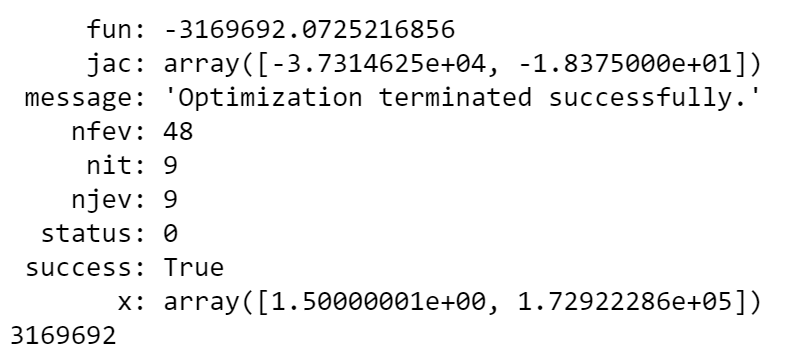 fun: -3169692.0725216856
jac: array([-3.7314625e+04, -1.8375000e+01])
message: 'Optimization terminated successfully.'
nfev: 48
nit: 9
njev: 9
status: 0
success: True
x: array([1.50000001e+00, 1.72922286e+05])
3169692